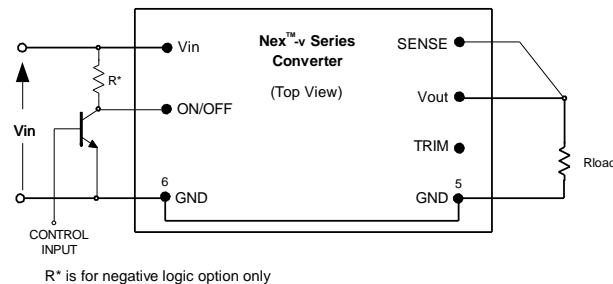 Nex™-v Series
Converter
(Top View)
Vin
SENSE
R*
ON/OFF
Vout
Vin
TRIM
Rload
6
GND
5
GND
CONTROL
INPUT
R* is for negative logic option only